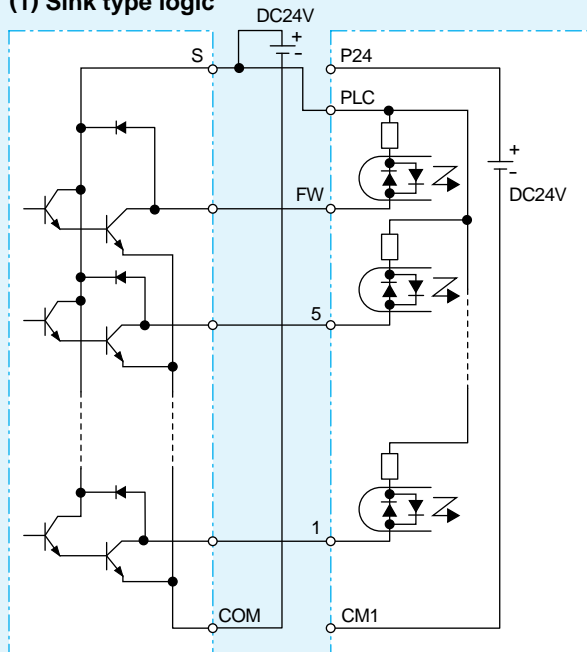 (1) Sink type logic
DC24V
+
-
S
P24
PLC
+
-
DC24V
FW
5
1
COM
CM1